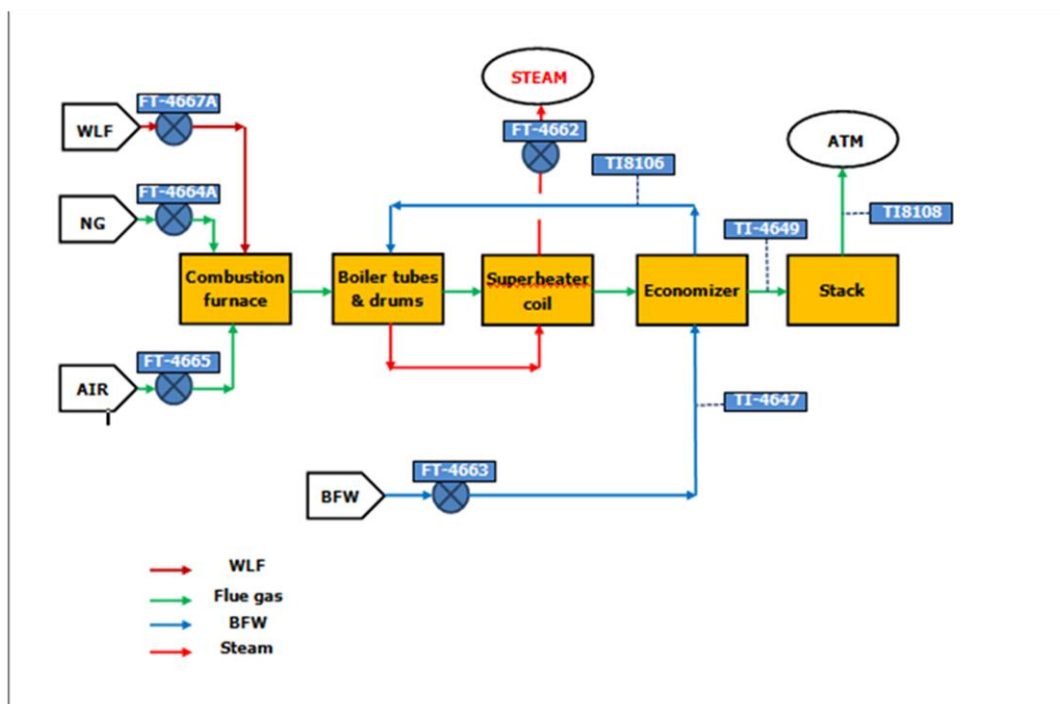 STEAM
FT-4667A
WLF
FT-4662
ATM
TI8106
FT-4664A
NG
TI8108
TI-4649
Combustion
furnace
Boiler tubes
& drums
Superheater
coil
Economizer
Stack
FT-4665
AIR
TI-4647
FT-4663
BFW
WLF
Flue gas
BFW
Steam